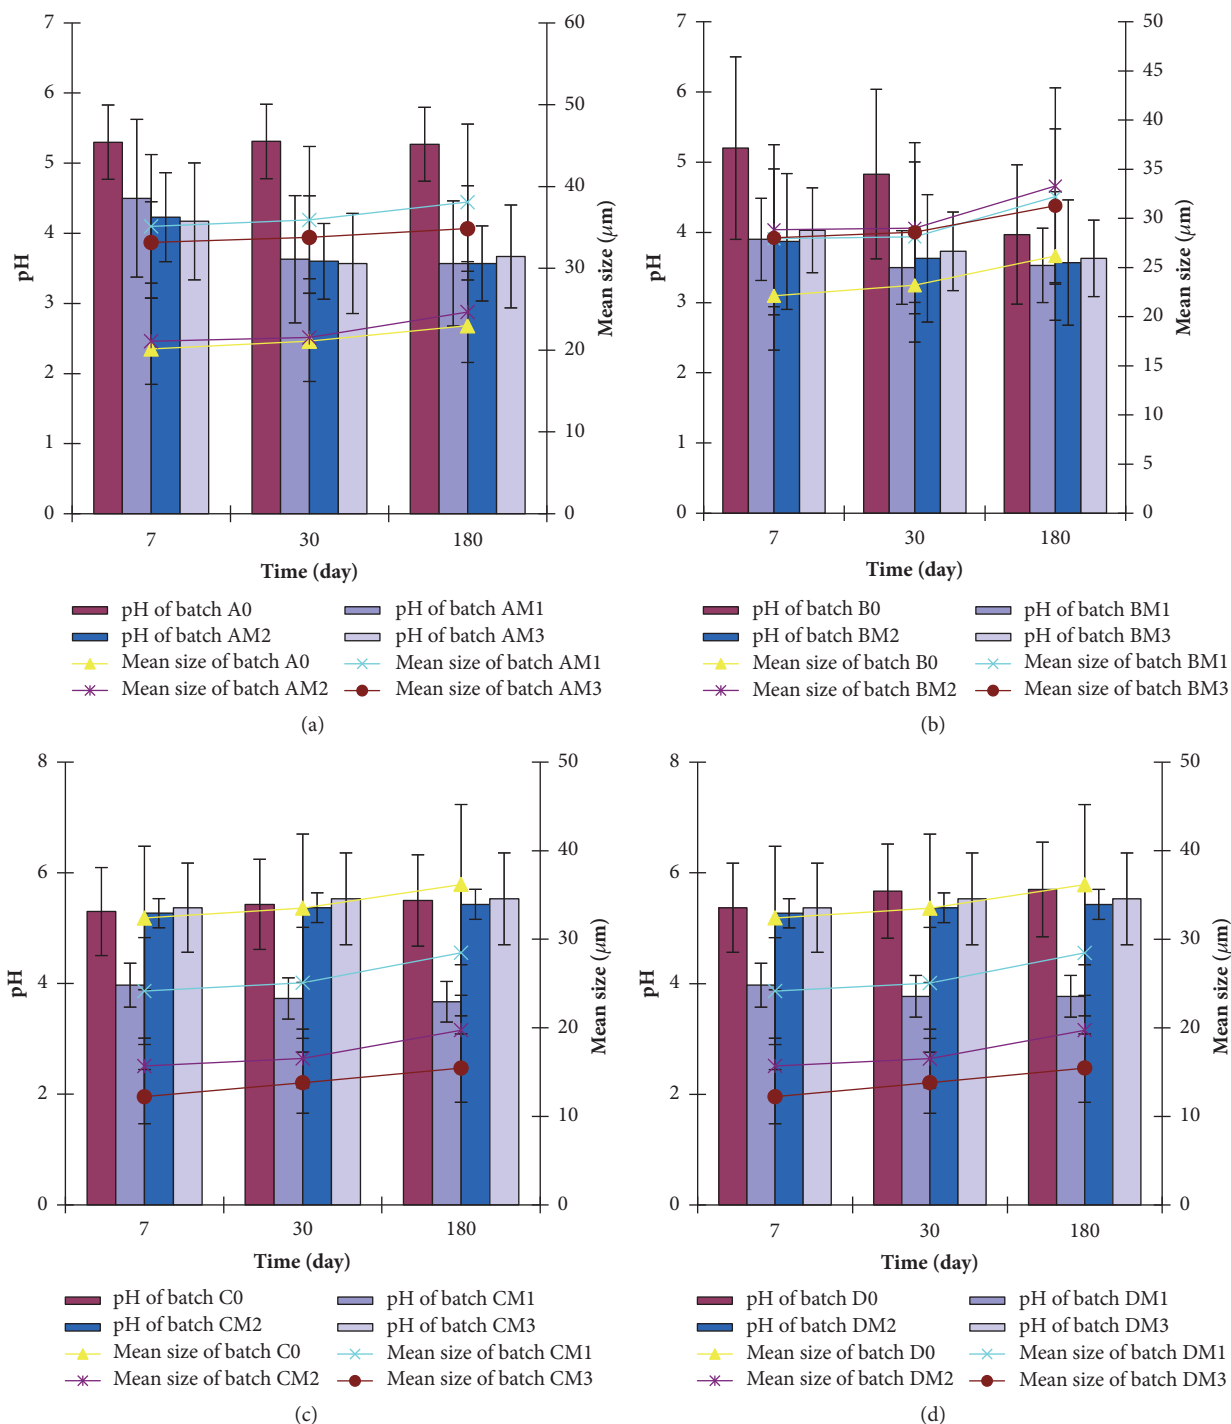 7
6
5
4
3
2
1
0
pH
60
50
40
30
20
10
0
Mean size (μm)
7 30 180
Time (day)
pH of batch A0 pH of batch AM1
pH of batch AM2 pH of batch AM3
Mean size of batch A0 Mean size of batch AM1
Mean size of batch AM2 Mean size of batch AM3
(a)
7
6
5
4
3
2
1
0
pH
50
45
40
35
30
25
20
15
10
5
0
Mean size (μm)
7 30 180
Time (day)
pH of batch B0 pH of batch BM1
pH of batch BM2 pH of batch BM3
Mean size of batch B0 Mean size of batch BM1
Mean size of batch BM2 Mean size of batch BM3
(b)
8
6
4
2
0
pH
50
40
30
20
10
0
Mean size (μm)
7 30 180
Time (day)
pH of batch C0 pH of batch CM1
pH of batch CM2 pH of batch CM3
Mean size of batch C0 Mean size of batch CM1
Mean size of batch CM2 Mean size of batch CM3
(c)
8
6
4
2
0
pH
50
40
30
20
10
0
Mean size (μm)
7 30 180
Time (day)
pH of batch D0 pH of batch DM1
pH of batch DM2 pH of batch DM3
Mean size of batch D0 Mean size of batch DM1
Mean size of batch DM2 Mean size of batch DM3
(d)